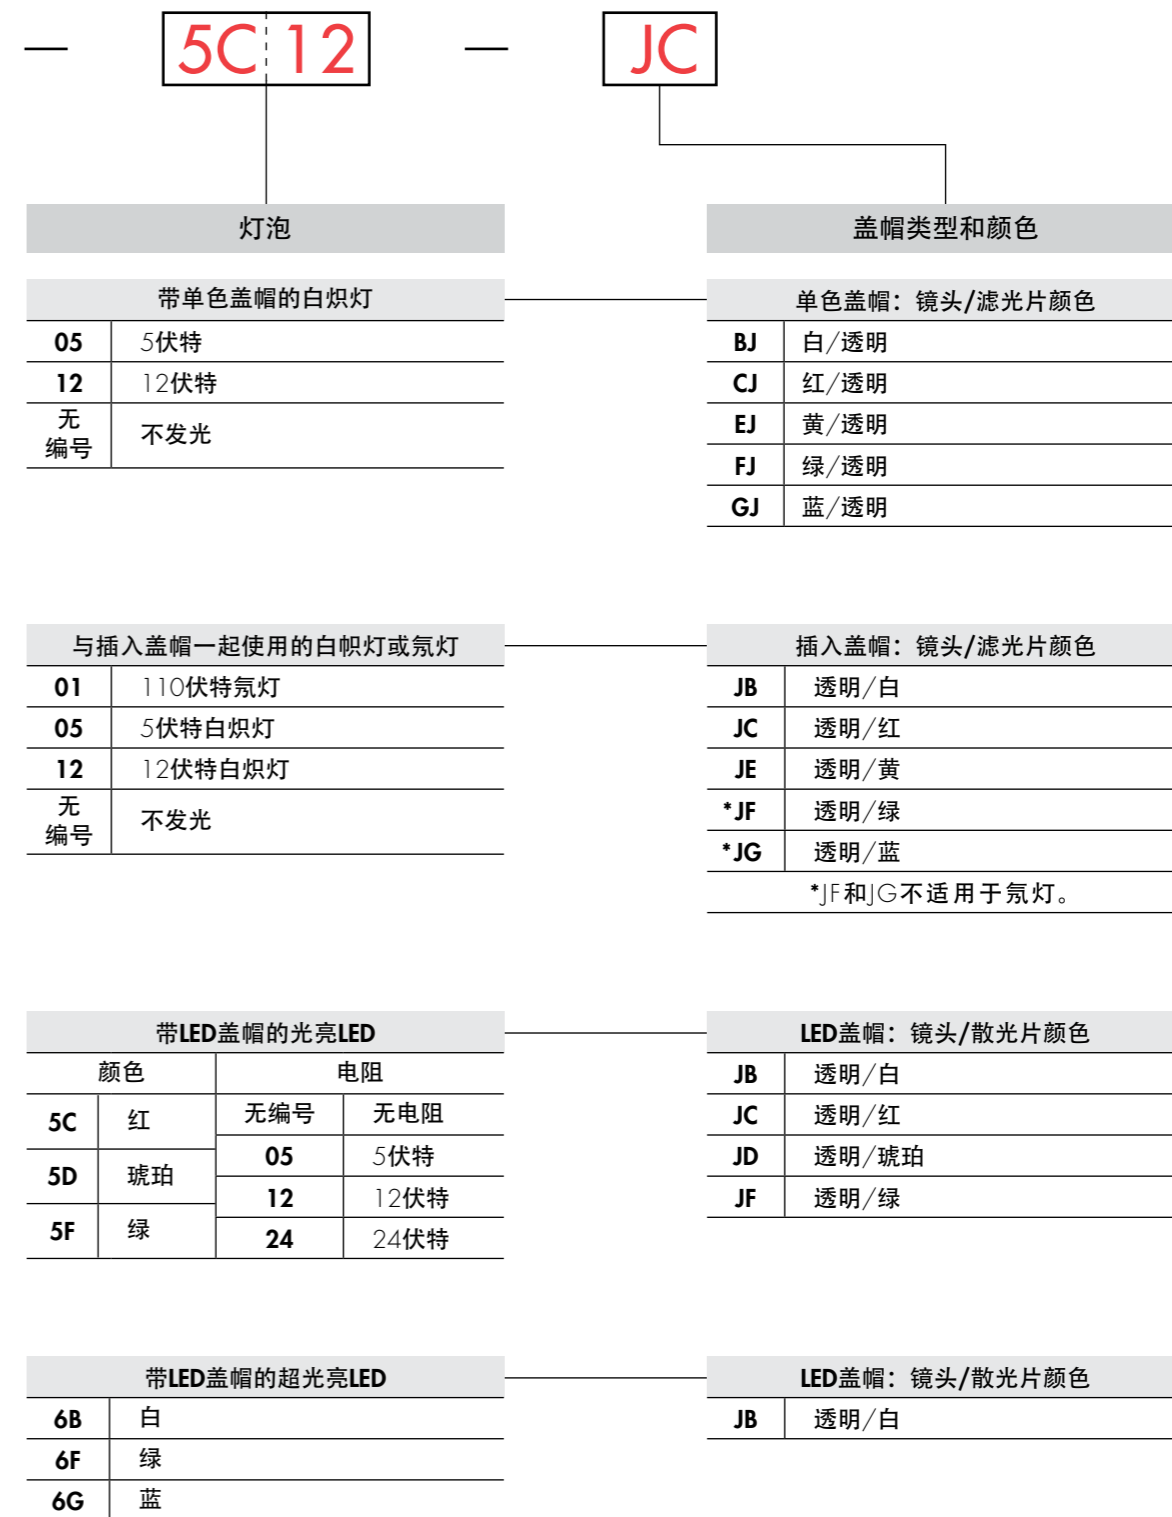 — 5C 12 — JC
灯泡
盖帽类型和颜色
带单色盖帽的白炽灯
05 5伏特
12 12伏特
无
编号
不发光
单色盖帽：镜头/滤光片颜色
BJ 白/透明
CJ 红/透明
EJ 黄/透明
FJ 绿/透明
GJ 蓝/透明
与插入盖帽一起使用的白帜灯或氖灯
01 110伏特氖灯
05 5伏特白炽灯
12 12伏特白炽灯
无
编号
不发光
插入盖帽：镜头/滤光片颜色
JB 透明/白
JC 透明/红
JE 透明/黄
*JF 透明/绿
*JG 透明/蓝
*JF和JG不适用于氖灯。
带LED盖帽的光亮LED
颜色 电阻
5C 红
5D 琥珀
5F 绿
无编号 无电阻
05 5伏特
12 12伏特
24 24伏特
LED盖帽：镜头/散光片颜色
JB 透明/白
JC 透明/红
JD 透明/琥珀
JF 透明/绿
带LED盖帽的超光亮LED
6B 白
6F 绿
6G 蓝
LED盖帽：镜头/散光片颜色
JB 透明/白